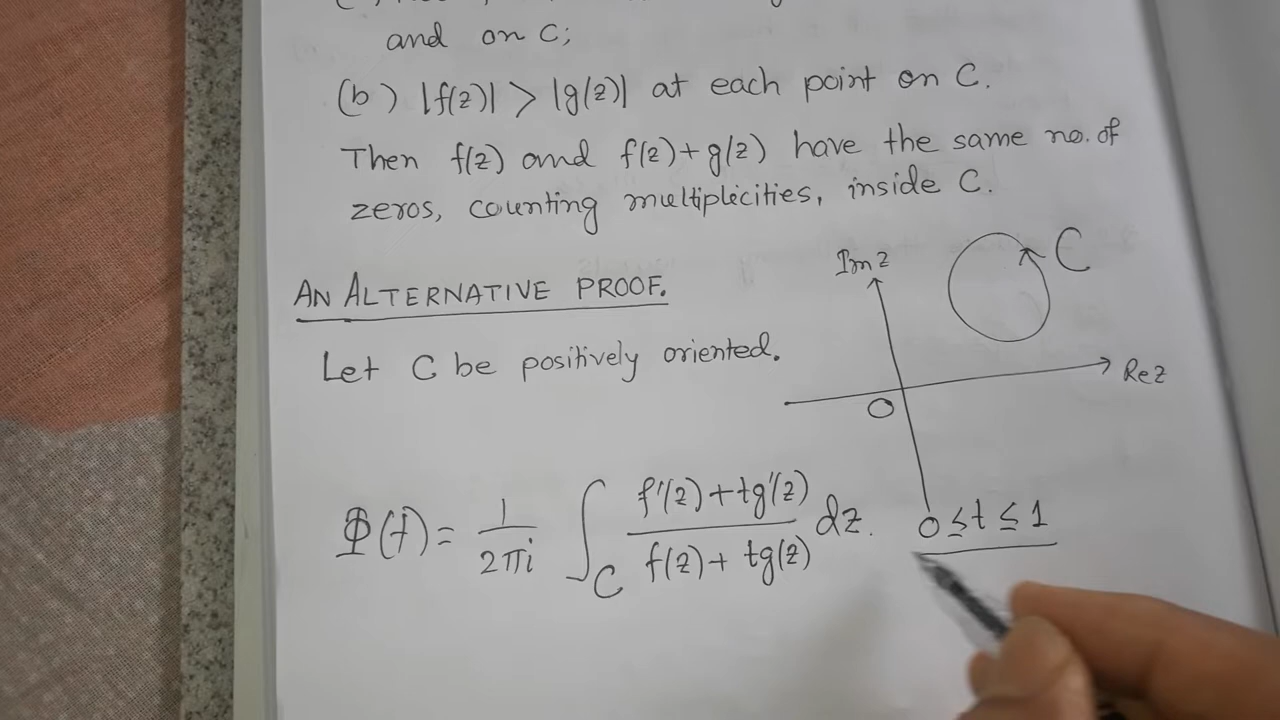 and on C;
(b) |f(z)| > |g(z)| at each point on C.
Then f(z) and f(z)+g(z) have the same no. of
zeros, counting multiplicities, inside C.
AN ALTERNATIVE PROOF.
Let C be positively oriented.
Im z
C
Re z
O
Φ(t) = 1/2πi ∫_C f'(z)+tg'(z)/f(z)+tg(z) dz. 0≤t≤1